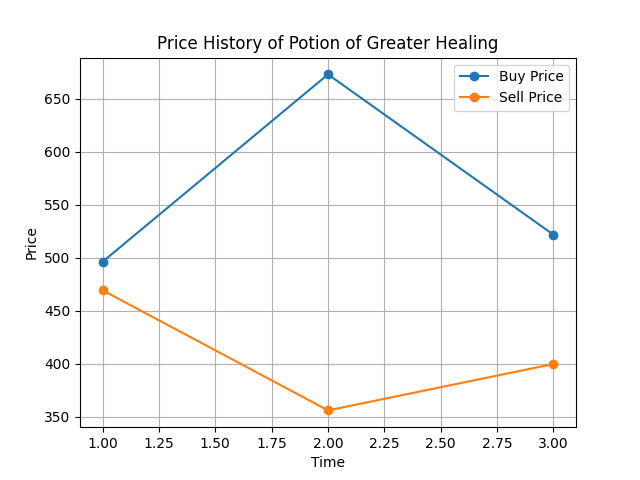 Price History of Potion of Greater Healing
Buy Price
Sell Price
650
600
550
500
450
400
350
Price
1.00 1.25 1.50 1.75 2.00 2.25 2.50 2.75 3.00
Time